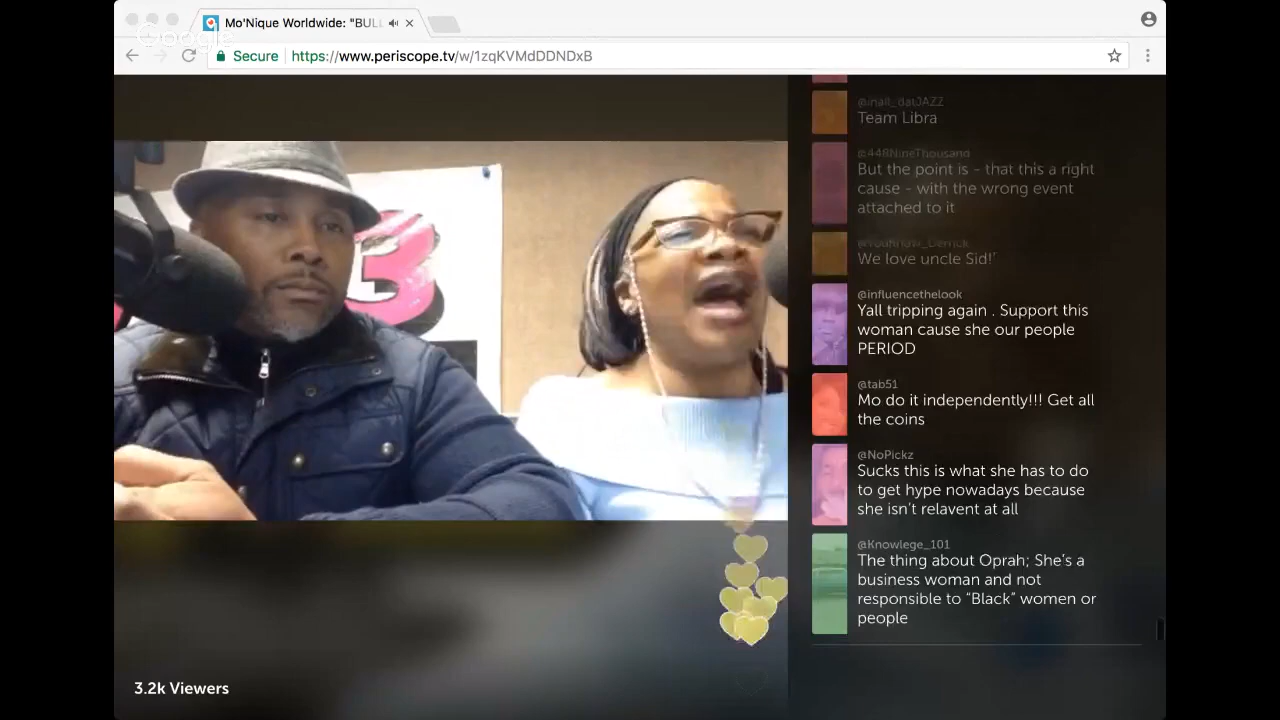 Mo'Nique Worldwide: "BULL
Google
Secure
https://www.periscope.tv/w/1zqKVMdDDNDxB
@inail_datJAZZ
Team Libra
@448NineThousand
But the point is - that this a right
cause - with the wrong event
attached to it
We love uncle Sid!'
@influencethelook
Yall tripping again . Support this
woman cause she our people
PERIOD
@tab51
Mo do it independently!!! Get all
the coins
@NoPickz
Sucks this is what she has to do
to get hype nowadays because
she isn't relavent at all
@Knowlege_101
The thing about Oprah; She's a
business woman and not
responsible to "Black" women or
people
3
3.2k Viewers